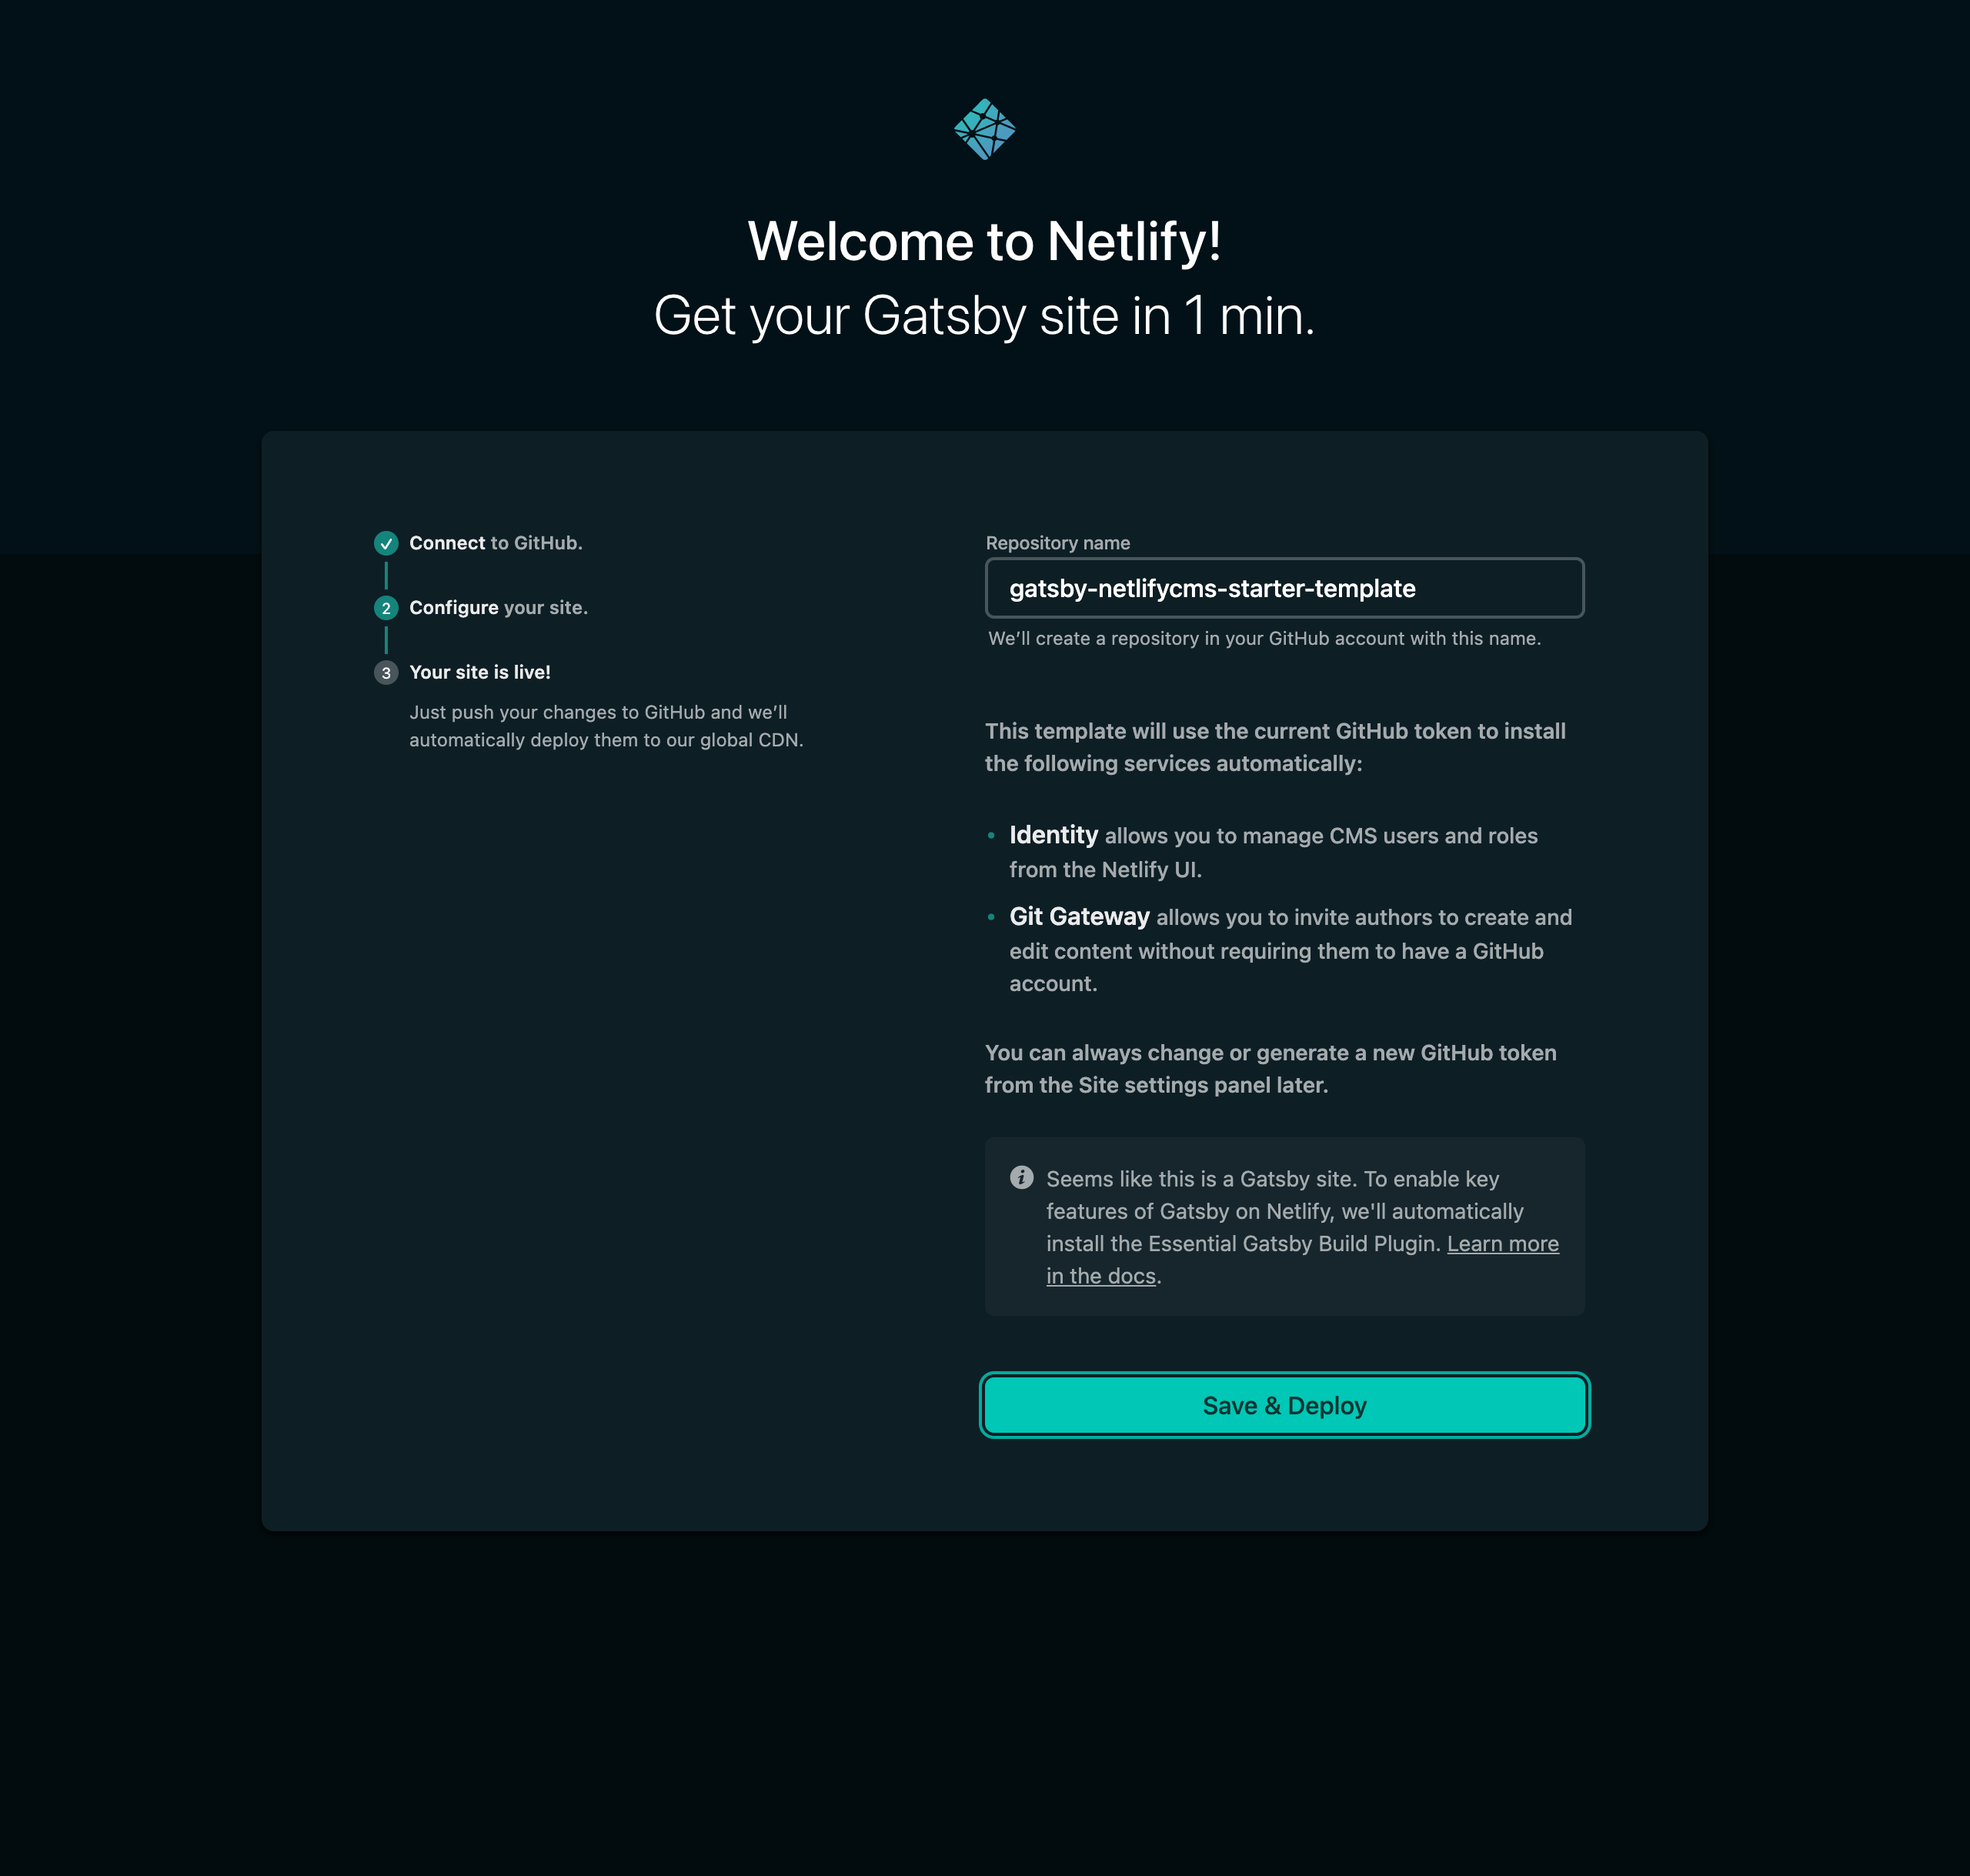 Welcome to Netlify!
Get your Gatsby site in 1 min.
Connect to GitHub.
2 Configure your site.
3 Your site is live!
Just push your changes to GitHub and we’ll
automatically deploy them to our global CDN.
Repository name
gatsby-netlifycms-starter-template
We’ll create a repository in your GitHub account with this name.
This template will use the current GitHub token to install
the following services automatically:
• Identity allows you to manage CMS users and roles
from the Netlify UI.
• Git Gateway allows you to invite authors to create and
edit content without requiring them to have a GitHub
account.
You can always change or generate a new GitHub token
from the Site settings panel later.
Seems like this is a Gatsby site. To enable key
features of Gatsby on Netlify, we'll automatically
install the Essential Gatsby Build Plugin. Learn more
in the docs.
Save & Deploy